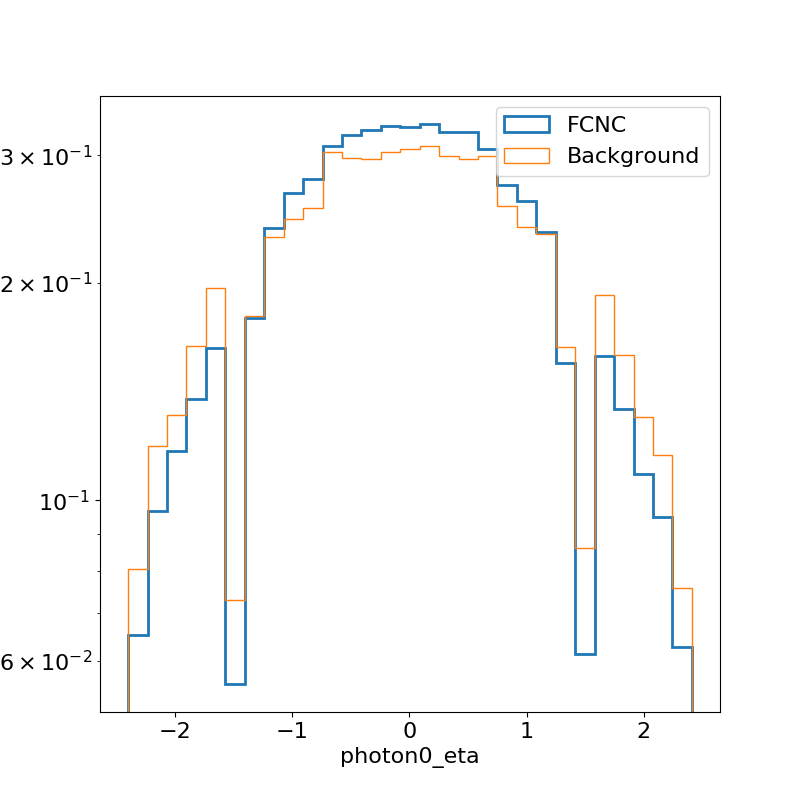 FCNC
Background
3 × 10⁻¹
2 × 10⁻¹
10⁻¹
6 × 10⁻²
−2 −1 0 1 2
photon0_eta